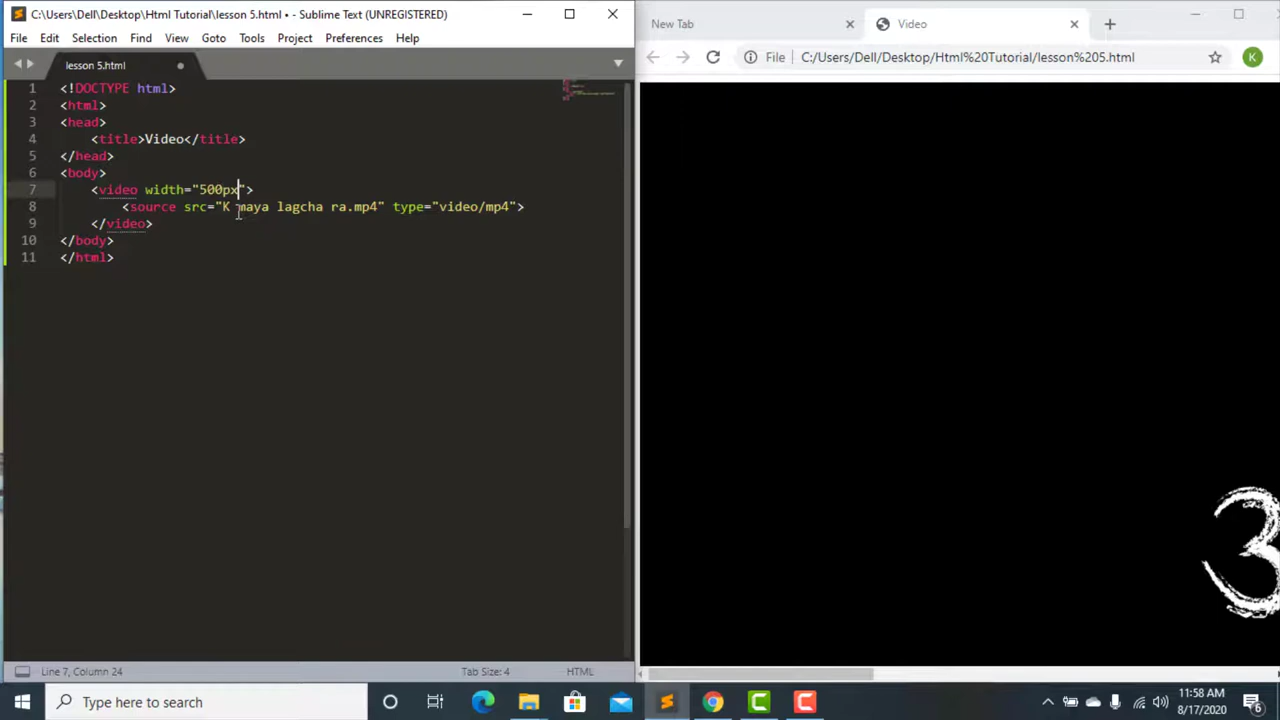 C:\Users\Dell\Desktop\Html Tutorial\lesson 5.html • - Sublime Text (UNREGISTERED)
File Edit Selection Find View Goto Tools Project Preferences Help
lesson 5.html
1 <!DOCTYPE html>
2 <html>
3 <head>
4 <title>Video</title>
5 </head>
6 <body>
7 <video width="500px">
8 <source src="K maya lagcha ra.mp4" type="video/mp4">
9 </video>
10 </body>
11 </html>
Line 7, Column 24 Tab Size: 4 HTML
New Tab Video
File C:/Users/Dell/Desktop/Html%20Tutorial/lesson%205.html K
3
Type here to search
11:58 AM
8/17/2020
6